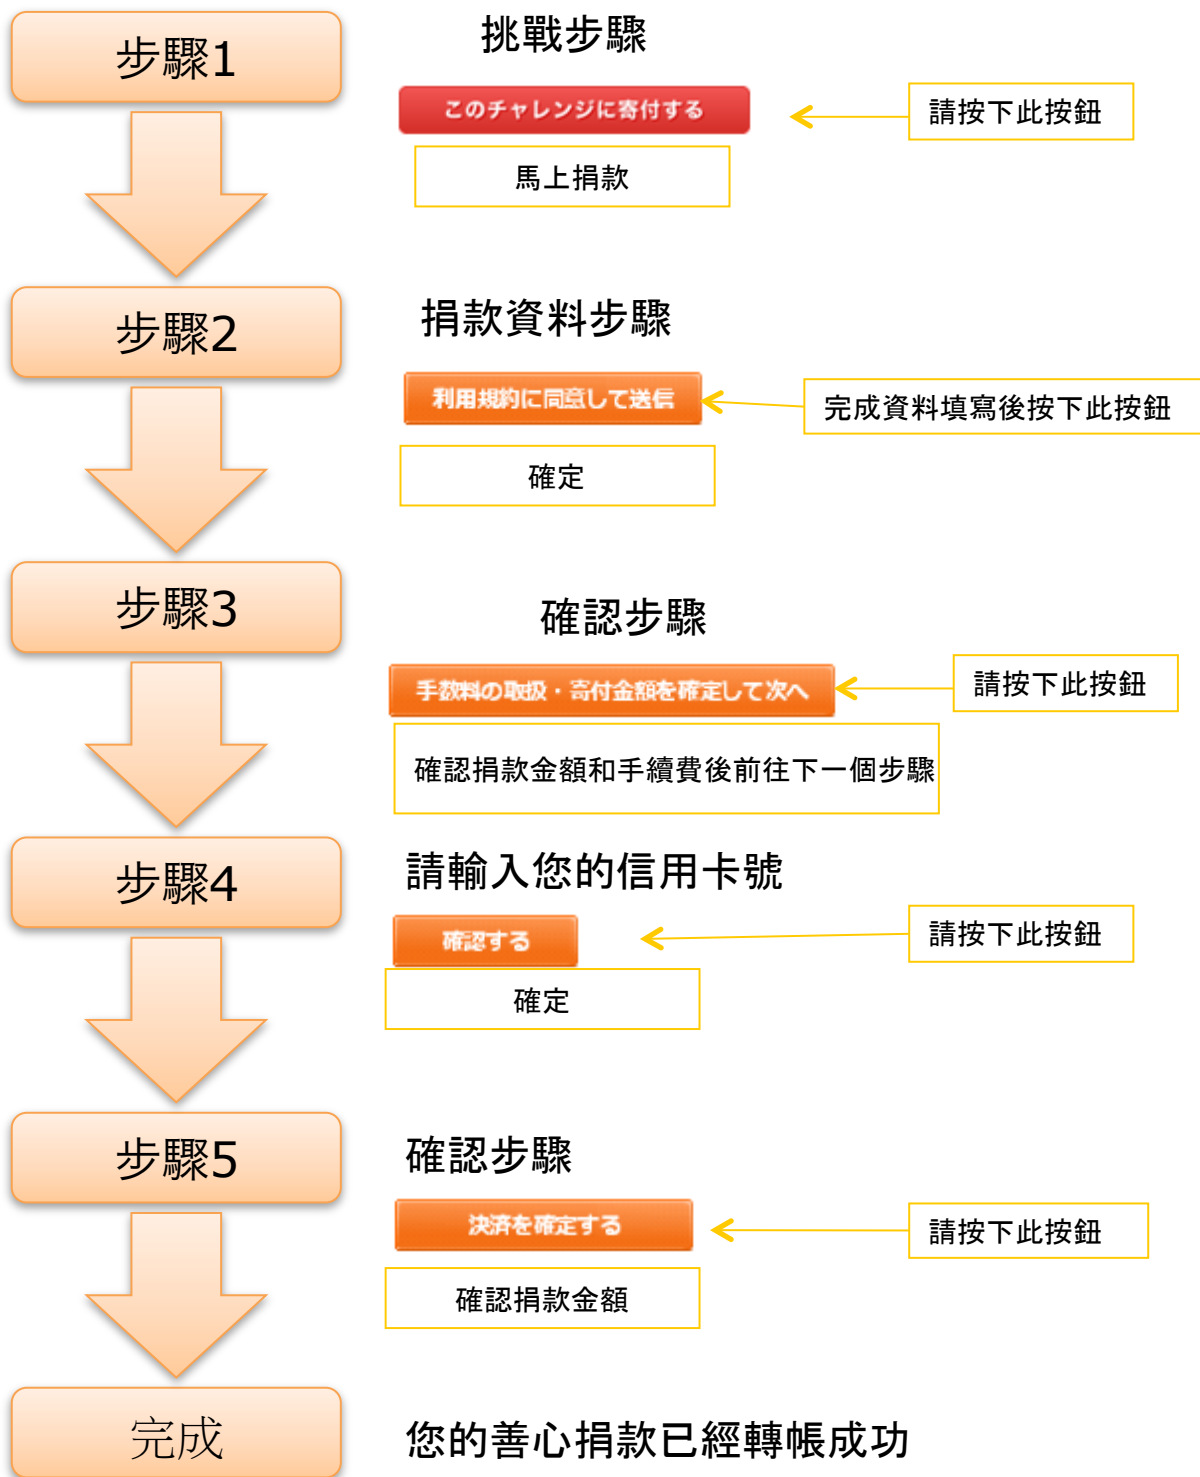 步驟1
挑戰步驟
このチャレンジに寄付する
請按下此按鈕
馬上捐款
步驟2
捐款資料步驟
利用規約に同意して送信
完成資料填寫後按下此按鈕
確定
步驟3
確認步驟
手数料の取扱・寄付金額を確定して次へ
請按下此按鈕
確認捐款金額和手續費後前往下一個步驟
步驟4
請輸入您的信用卡號
確認する
請按下此按鈕
確定
步驟5
確認步驟
決済を確定する
請按下此按鈕
確認捐款金額
完成
您的善心捐款已經轉帳成功